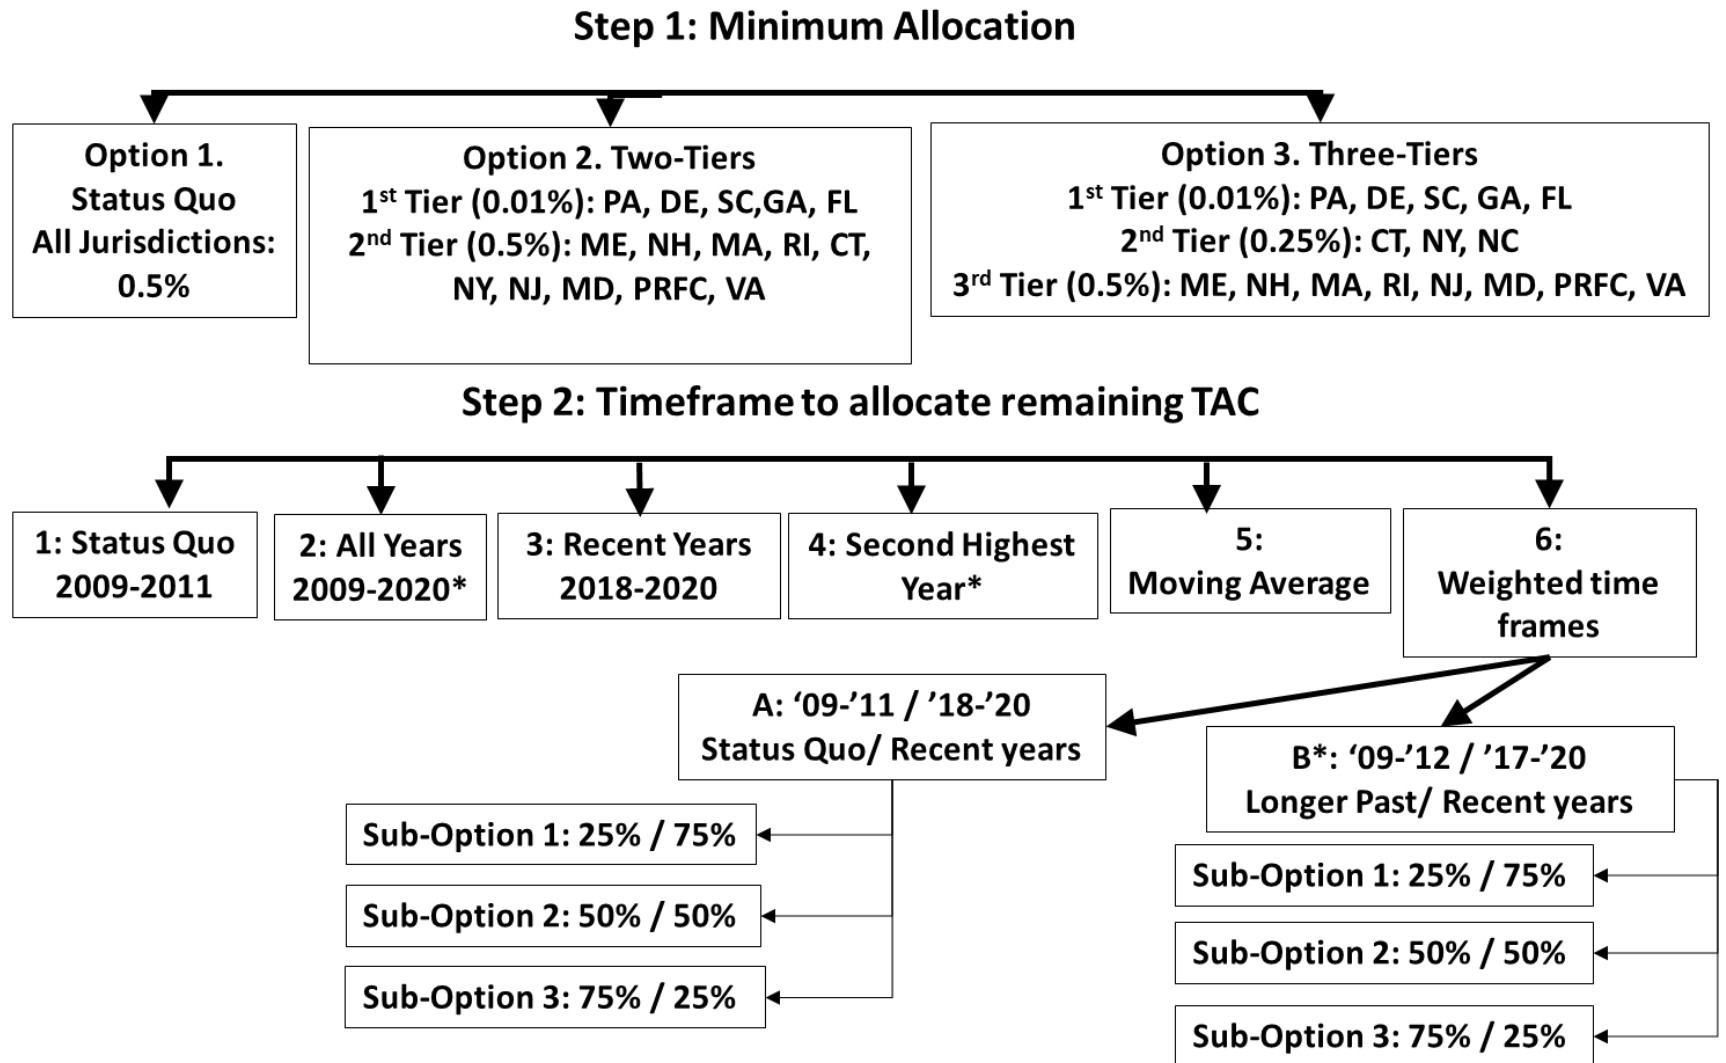 Step 1: Minimum Allocation
Option 1.
Status Quo
All Jurisdictions:
0.5%
Option 2. Two-Tiers
1st Tier (0.01%): PA, DE, SC,GA, FL
2nd Tier (0.5%): ME, NH, MA, RI, CT,
NY, NJ, MD, PRFC, VA
Option 3. Three-Tiers
1st Tier (0.01%): PA, DE, SC, GA, FL
2nd Tier (0.25%): CT, NY, NC
3rd Tier (0.5%): ME, NH, MA, RI, NJ, MD, PRFC, VA
Step 2: Timeframe to allocate remaining TAC
1: Status Quo
2009-2011
2: All Years
2009-2020*
3: Recent Years
2018-2020
4: Second Highest
Year*
5:
Moving Average
6:
Weighted time
frames
A: ‘09-’11 / ’18-’20
Status Quo/ Recent years
Sub-Option 1: 25% / 75%
Sub-Option 2: 50% / 50%
Sub-Option 3: 75% / 25%
B*: ‘09-’12 / ’17-’20
Longer Past/ Recent years
Sub-Option 1: 25% / 75%
Sub-Option 2: 50% / 50%
Sub-Option 3: 75% / 25%